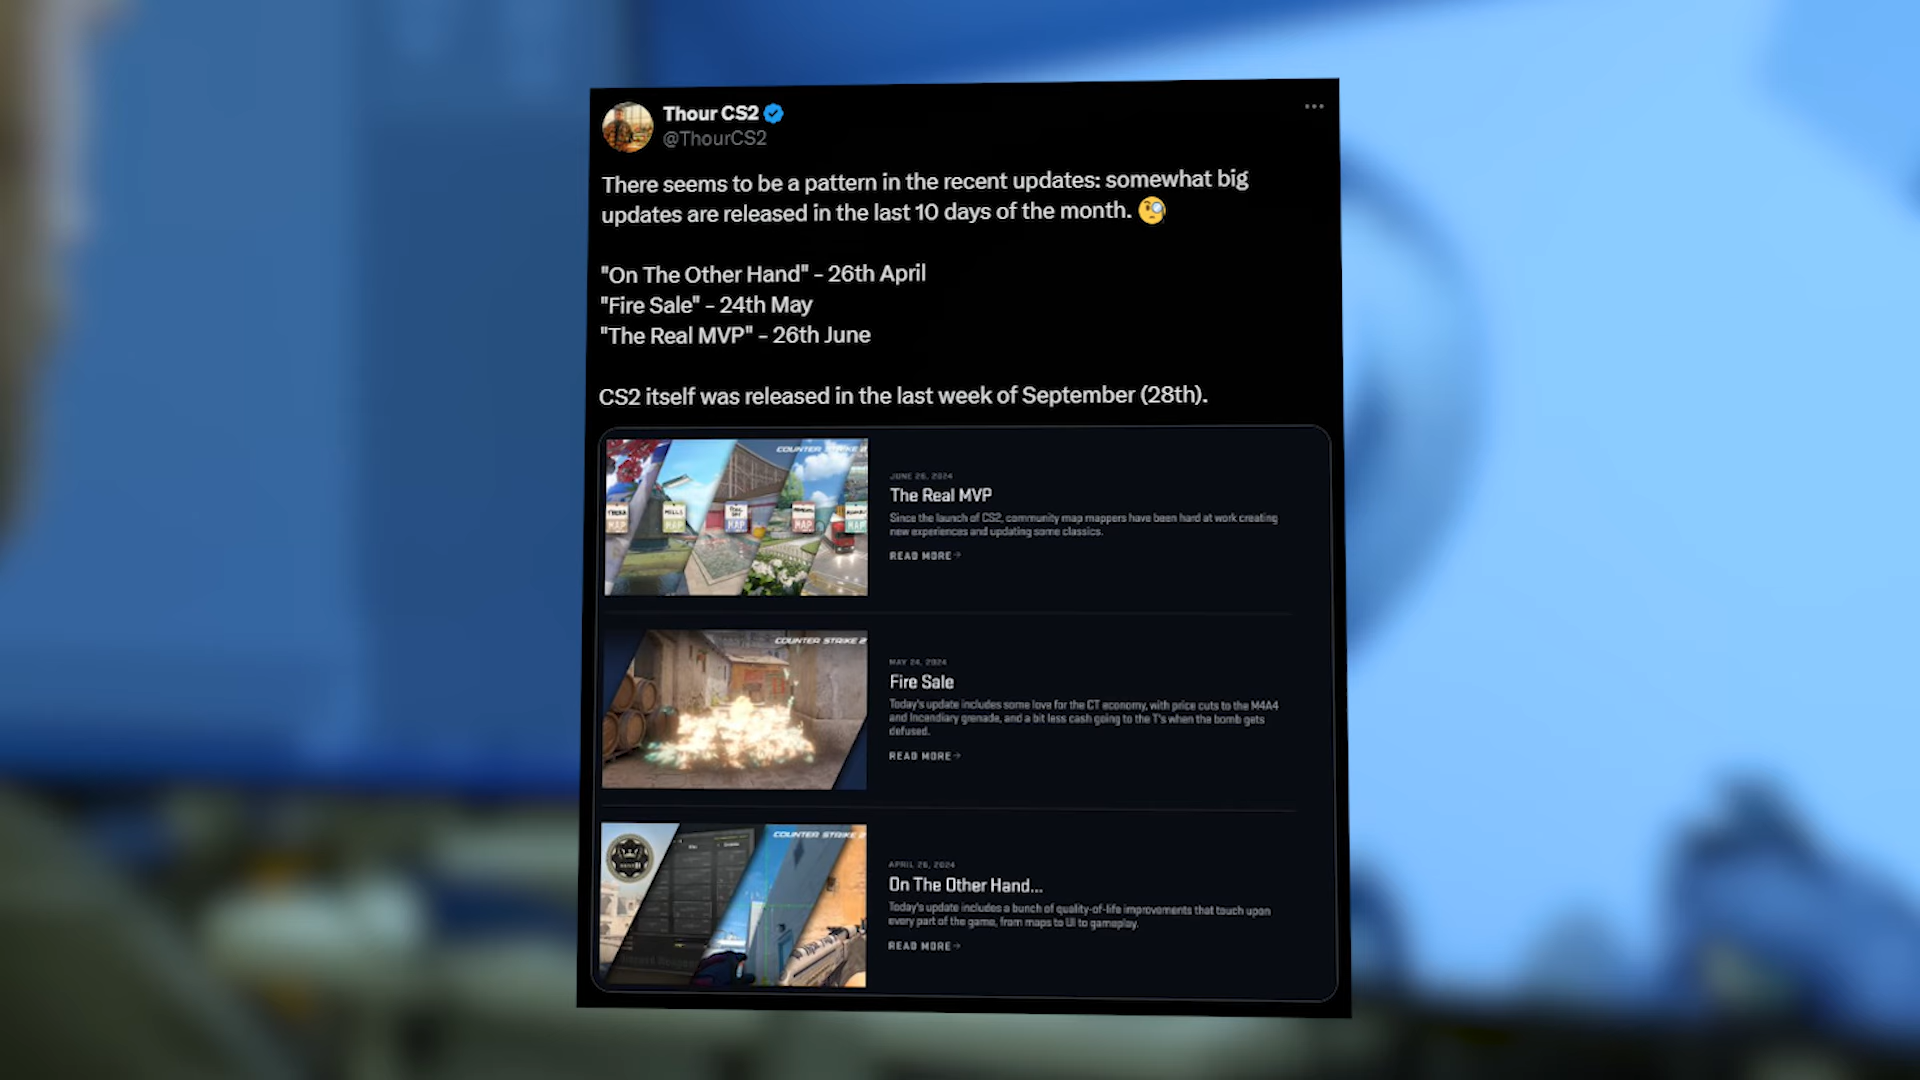 Thour CS2
@ThourCS2
There seems to be a pattern in the recent updates: somewhat big
updates are released in the last 10 days of the month.
"On The Other Hand" - 26th April
"Fire Sale" - 24th May
"The Real MVP" - 26th June
CS2 itself was released in the last week of September (28th).
COUNTER STRIKE 2
THERA
MAP
MILLS
MAP
MAP
MAP
MAP
JUNE 26, 2024
The Real MVP
Since the launch of CS2, community map mappers have been hard at work creating
new experiences and updating some classics.
READ MORE
COUNTER STRIKE 2
MAY 24, 2024
Fire Sale
Today's update includes some love for the CT economy, with price cuts to the M4A4
and Incendiary grenade, and a bit less cash going to the T's when the bomb gets
defused.
READ MORE
COUNTER STRIKE 2
APRIL 26, 2024
On The Other Hand...
Today's update includes a bunch of quality-of-life improvements that touch upon
every part of the game, from maps to UI to gameplay.
READ MORE